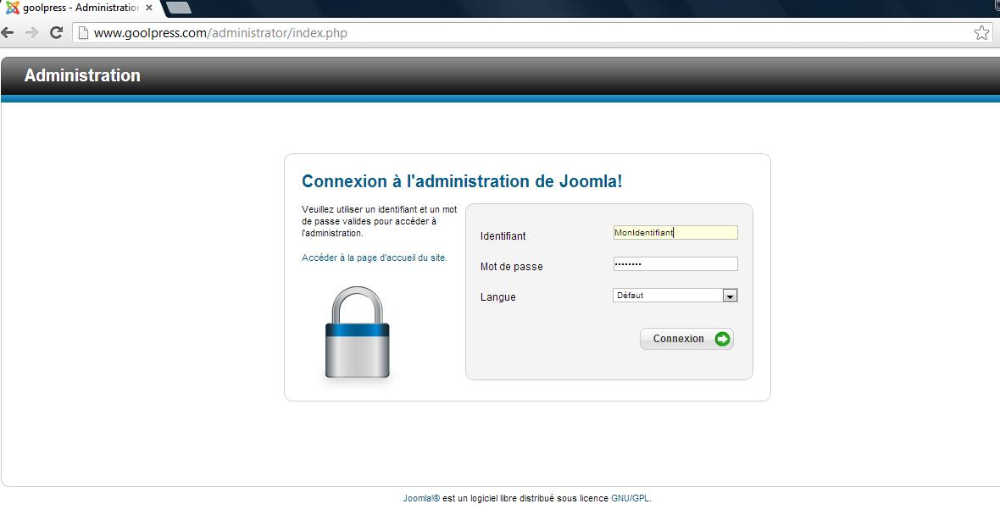 goolpress - Administration
www.goolpress.com/administrator/index.php
Administration
Connexion à l'administration de Joomla!
Veuillez utiliser un identifiant et un mot
de passe valides pour accéder à
l'administration.
Accéder à la page d'accueil du site.
Identifiant MonIdentifiant
Mot de passe ••••••••
Langue Défaut
Connexion
Joomla!® est un logiciel libre distribué sous licence GNU/GPL.